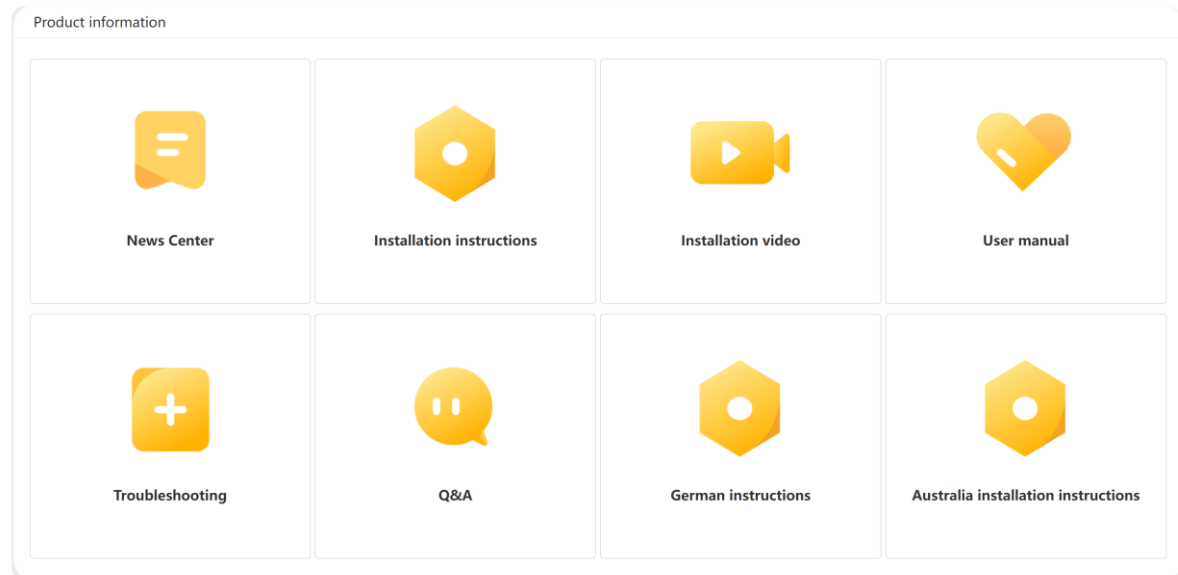 Product information
News Center
Installation instructions
Installation video
User manual
Troubleshooting
Q&A
German instructions
Australia installation instructions